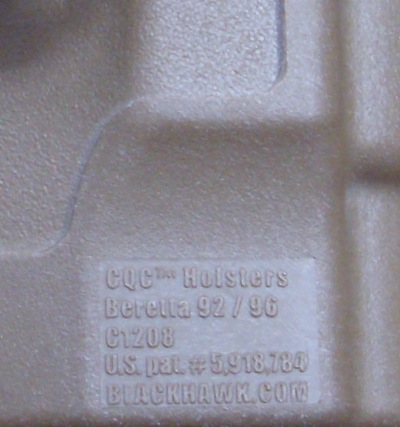 CQC™ Holsters
Beretta 92 / 96
C1208
U.S. pat. # 5,918,784
BLACKHAWK.COM